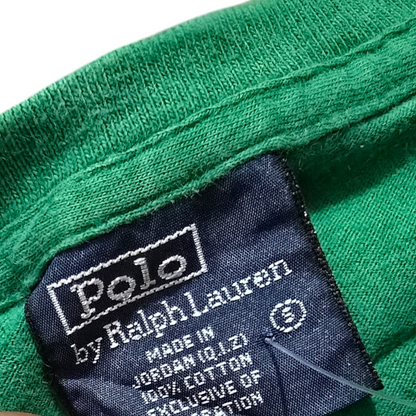 Polo
by Ralph Lauren
S
MADE IN
JORDAN (Q.I.Z)
100% COTTON
EXCLUSIVE OF